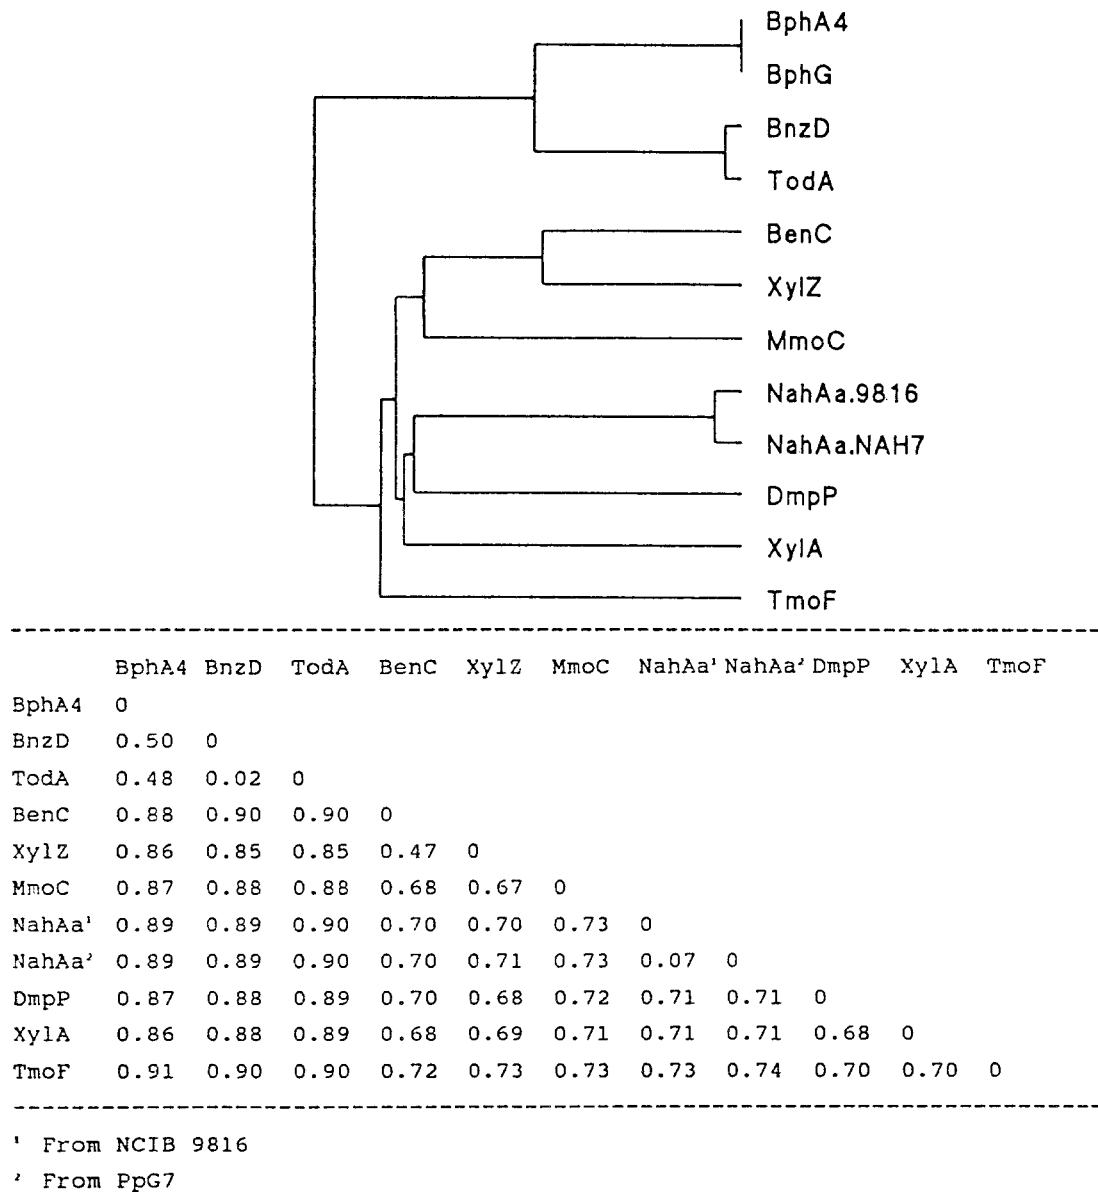 BphA4
BphG
BnzD
TodA
BenC
XylZ
MmoC
NahAa.9816
NahAa.NAH7
DmpP
XylA
TmoF
BphA4 BnzD TodA BenC XylZ MmoC NahAa¹ NahAa² DmpP XylA TmoF
BphA4 0
BnzD 0.50 0
TodA 0.48 0.02 0
BenC 0.88 0.90 0.90 0
XylZ 0.86 0.85 0.85 0.47 0
MmoC 0.87 0.88 0.88 0.68 0.67 0
NahAa¹ 0.89 0.89 0.90 0.70 0.70 0.73 0
NahAa² 0.89 0.89 0.90 0.70 0.71 0.73 0.07 0
DmpP 0.87 0.88 0.89 0.70 0.68 0.72 0.71 0.71 0
XylA 0.86 0.88 0.89 0.68 0.69 0.71 0.71 0.71 0.68 0
TmoF 0.91 0.90 0.90 0.72 0.73 0.73 0.73 0.74 0.70 0.70 0
¹ From NCIB 9816
² From PpG7